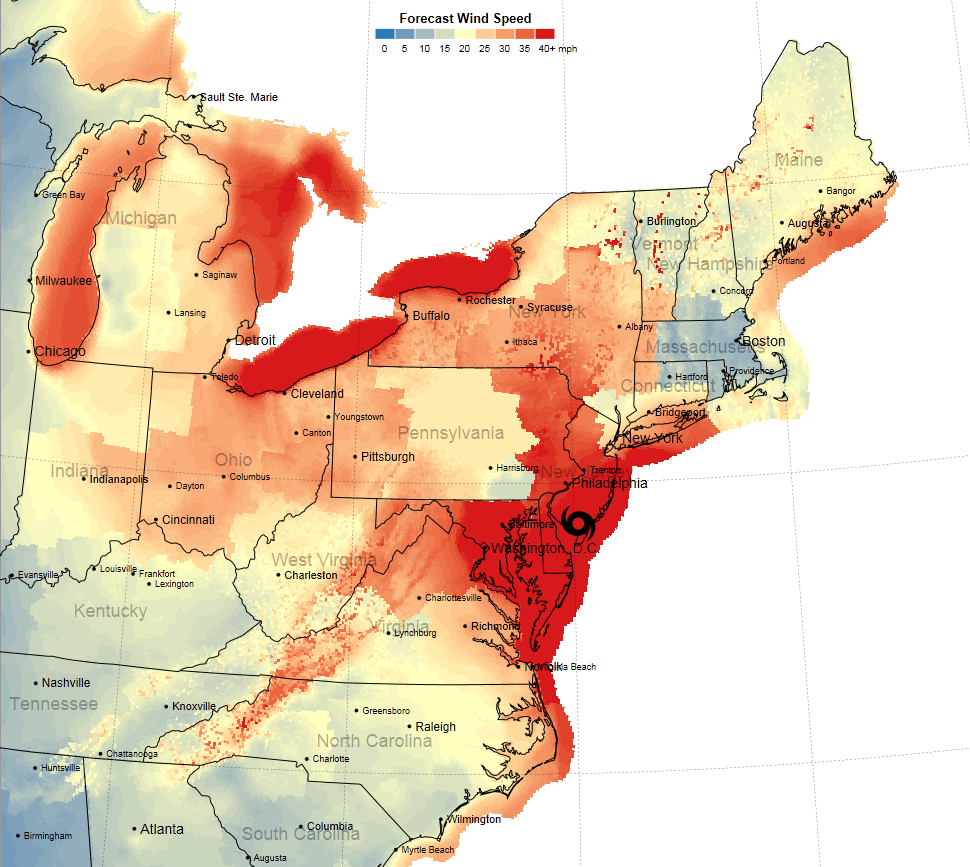 Forecast Wind Speed
0 5 10 15 20 25 30 35 40+ mph
Sault Ste. Marie
Maine
Green Bay
Bangor
Michigan
Burlington
Augusta
Vermont
New Hampshire
Portland
Saginaw
Milwaukee
Concord
Rochester
Syracuse
New York
Lansing
Buffalo
Albany
Detroit
Ithaca
Boston
Massachusetts
Chicago
Providence
Toledo
Hartford
Connecticut
Cleveland
Bridgeport
Youngstown
Canton
Pennsylvania
New York
Pittsburgh
Ohio
Harrisburg
Indiana
New Jersey
Trenton
Indianapolis
Columbus
Philadelphia
Dayton
Cincinnati
Baltimore
Washington, D.C.
West Virginia
Louisville
Frankfort
Evansville
Charleston
Lexington
Charlottesville
Kentucky
Virginia
Richmond
Lynchburg
Norfolk
ia Beach
Nashville
Tennessee
Knoxville
Greensboro
Raleigh
North Carolina
Chattanooga
Charlotte
Huntsville
Wilmington
Birmingham
Atlanta
Columbia
South Carolina
Myrtle Beach
Augusta